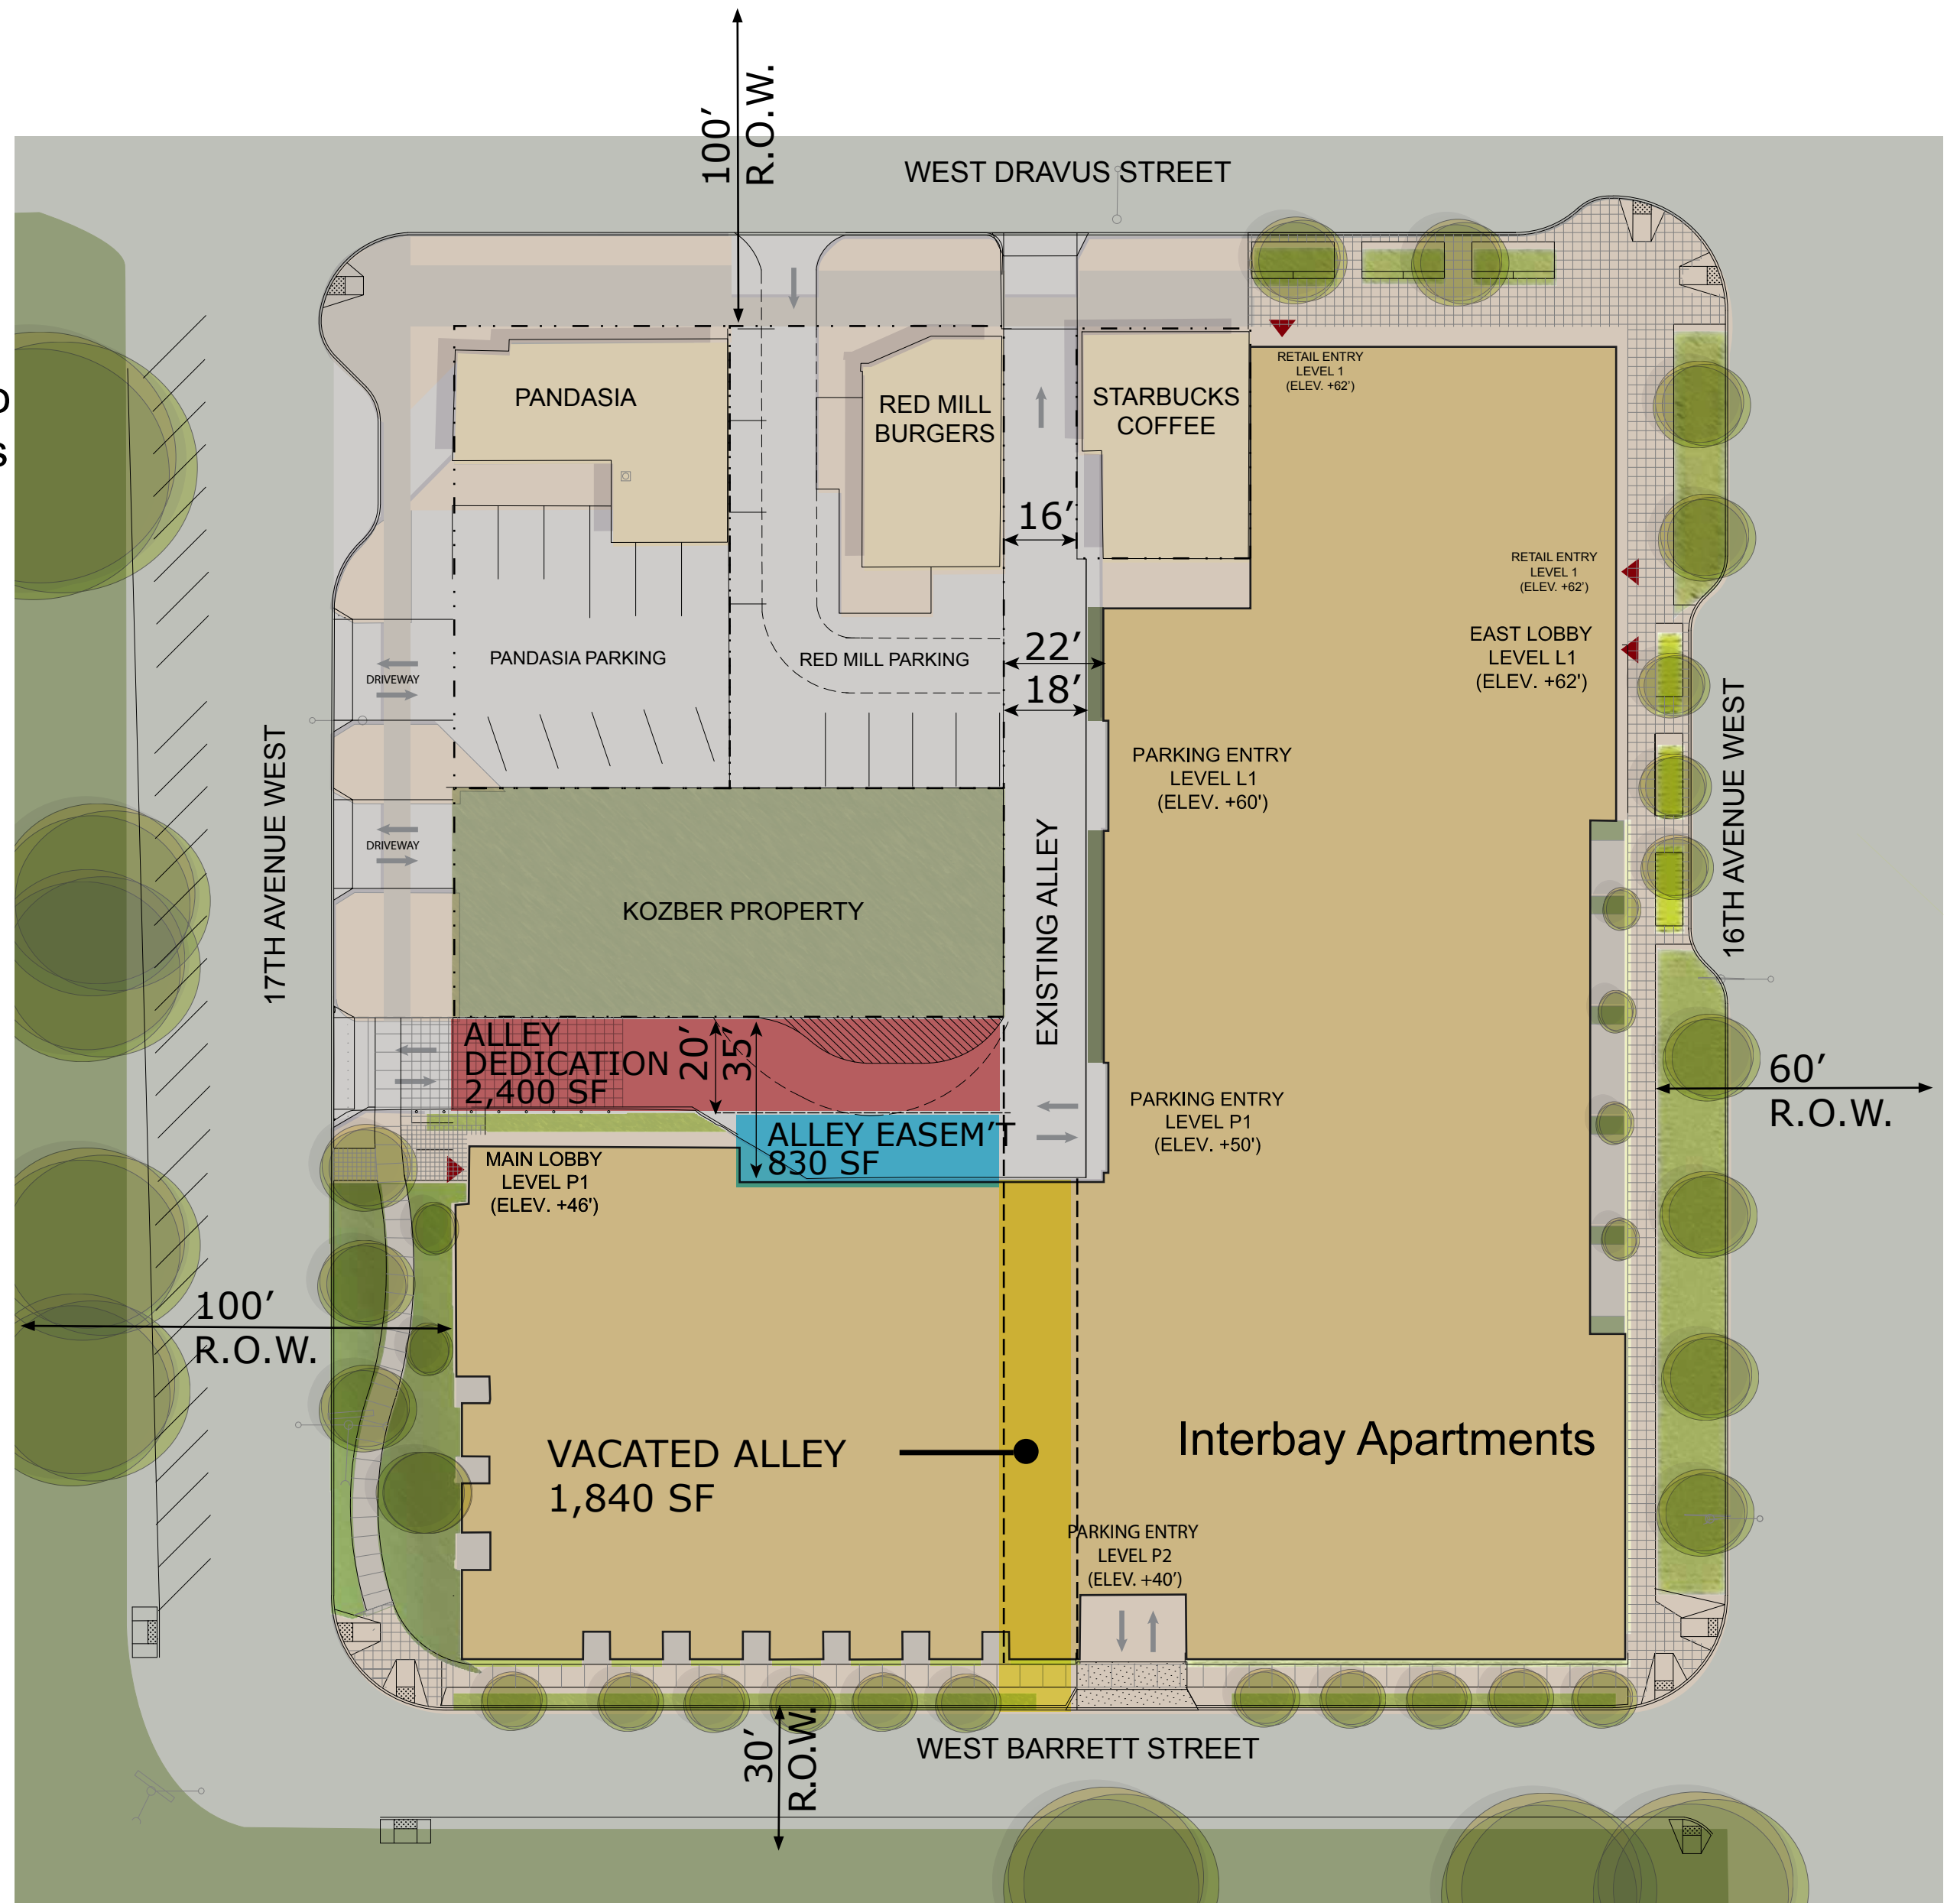 100’
R.O.W.
WEST DRAVUS STREET
RETAIL ENTRY
LEVEL 1
(ELEV. +62’)
PANDASIA
RED MILL
BURGERS
STARBUCKS
COFFEE
16’
RETAIL ENTRY
LEVEL 1
(ELEV. +62’)
EAST LOBBY
LEVEL L1
(ELEV. +62')
22’
18’
PANDASIA PARKING
RED MILL PARKING
DRIVEWAY
17TH AVENUE WEST
16TH AVENUE WEST
PARKING ENTRY
LEVEL L1
(ELEV. +60')
DRIVEWAY
KOZBER PROPERTY
EXISTING ALLEY
ALLEY
DEDICATION
2,400 SF
20’
35’
60’
R.O.W.
PARKING ENTRY
LEVEL P1
(ELEV. +50')
ALLEY EASEM’T
830 SF
MAIN LOBBY
LEVEL P1
(ELEV. +46')
100’
R.O.W.
VACATED ALLEY
1,840 SF
Interbay Apartments
PARKING ENTRY
LEVEL P2
(ELEV. +40’)
30’
R.O.W.
WEST BARRETT STREET